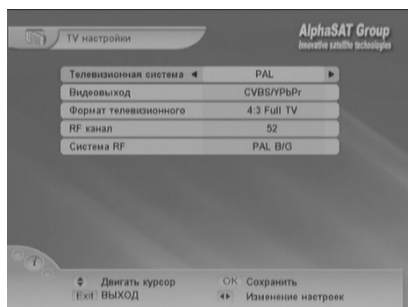 TV настройки
AlphaSAT Group
Innovative satellite technologies
Телевизионная система PAL
Видеовыход CVBS/YPbPr
Формат телевизионного 4:3 Full TV
RF канал 52
Система RF PAL B/G
Двигать курсор OK Сохранить
Exit ВЫХОД Изменение настроек